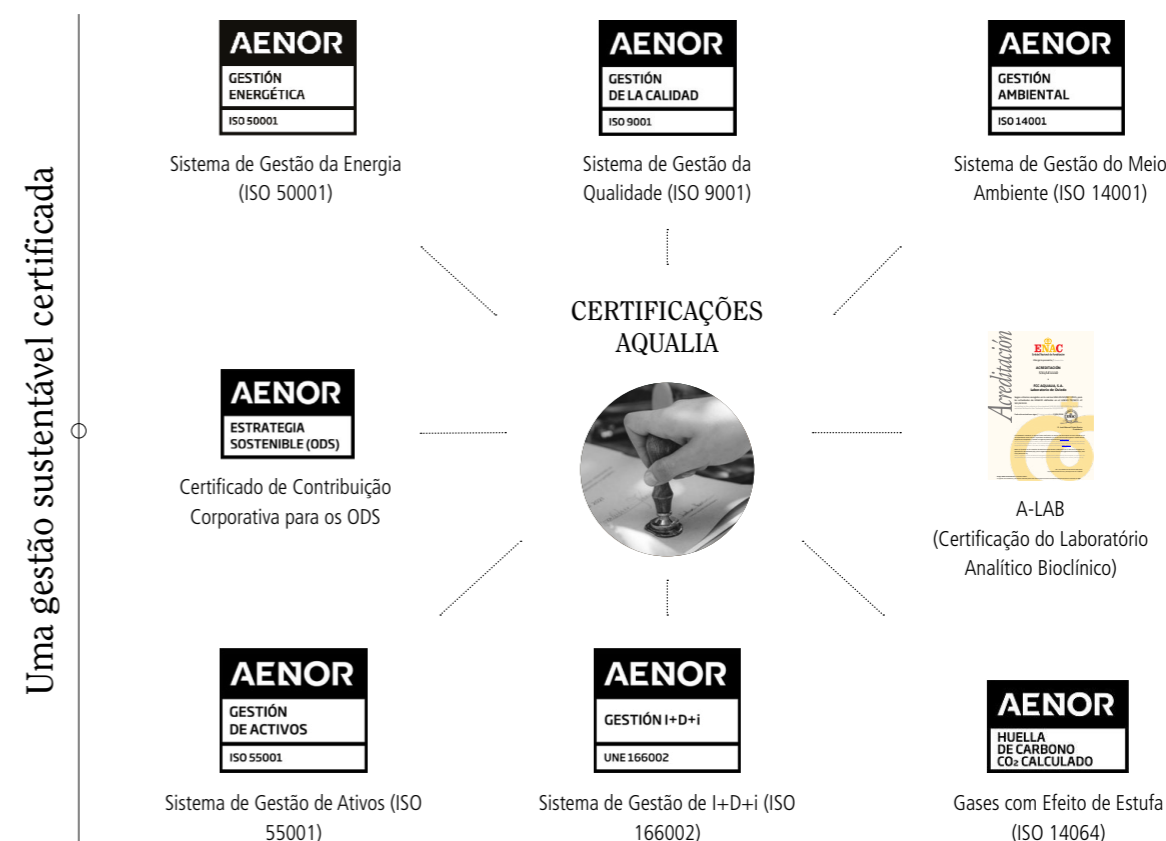 Uma gestão sustentável certificada
AENOR
GESTIÓN
ENERGÉTICA
ISO 50001
Sistema de Gestão da Energia
(ISO 50001)
AENOR
GESTIÓN
DE LA CALIDAD
ISO 9001
Sistema de Gestão da
Qualidade (ISO 9001)
AENOR
GESTIÓN
AMBIENTAL
ISO 14001
Sistema de Gestão do Meio
Ambiente (ISO 14001)
CERTIFICAÇÕES
AQUALIA
AENOR
ESTRATEGIA
SOSTENIBLE (ODS)
Certificado de Contribuição
Corporativa para os ODS
Acreditación
ENAC
ACREDITACIÓN
FCC AQUALIA, S.A.
A-LAB
(Certificação do Laboratório
Analítico Bioclínico)
AENOR
GESTIÓN
DE ACTIVOS
ISO 55001
Sistema de Gestão de Ativos (ISO
55001)
AENOR
GESTIÓN I+D+i
UNE 166002
Sistema de Gestão de I+D+i (ISO
166002)
AENOR
HUELLA
DE CARBONO
CO₂ CALCULADO
Gases com Efeito de Estufa
(ISO 14064)